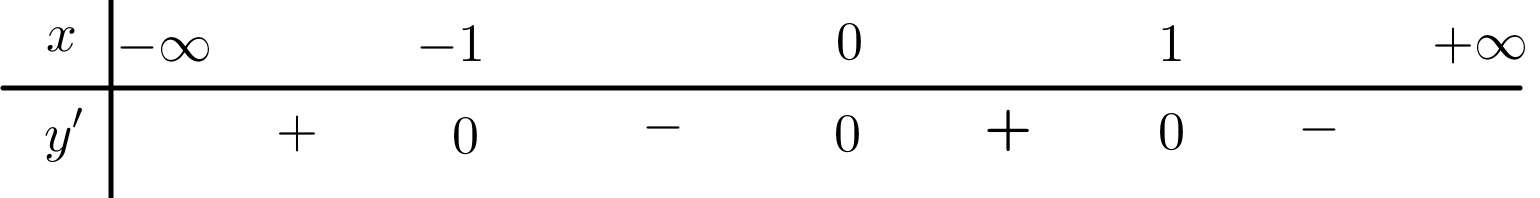 x −∞ −1 0 1 +∞
y′ + 0 − 0 + 0 −